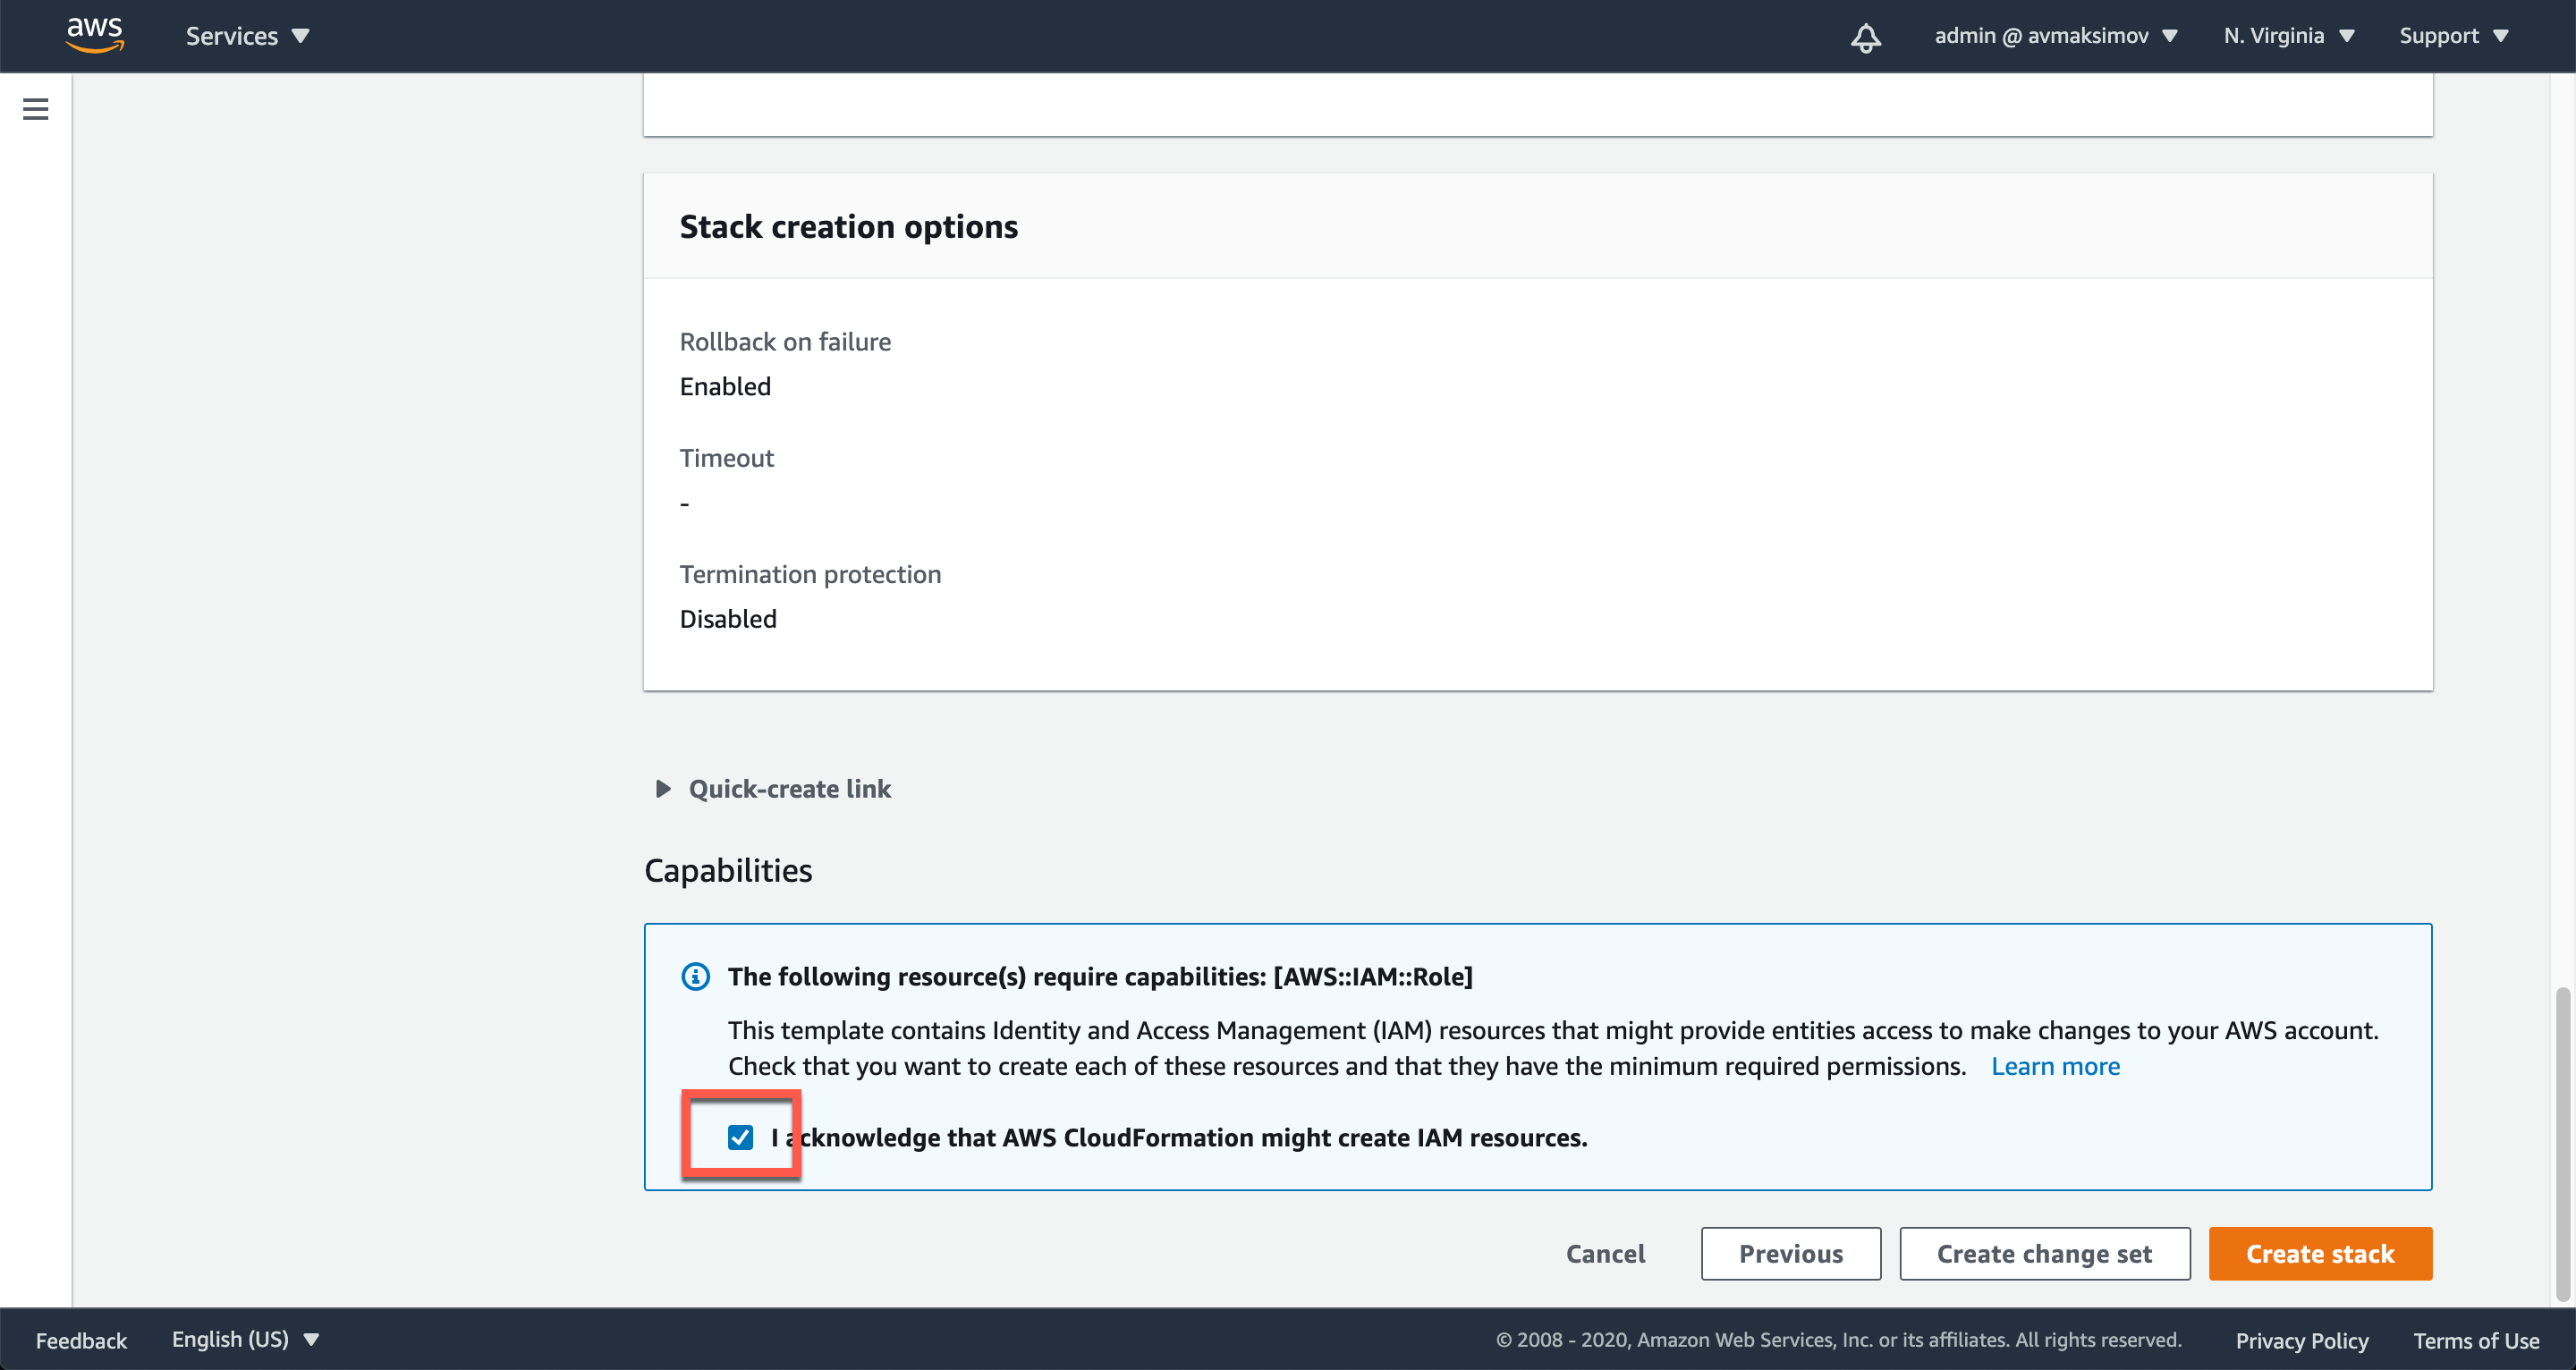 aws Services admin @ avmaksimov N. Virginia Support
Stack creation options
Rollback on failure
Enabled
Timeout
-
Termination protection
Disabled
Quick-create link
Capabilities
The following resource(s) require capabilities: [AWS::IAM::Role]
This template contains Identity and Access Management (IAM) resources that might provide entities access to make changes to your AWS account.
Check that you want to create each of these resources and that they have the minimum required permissions. Learn more
I acknowledge that AWS CloudFormation might create IAM resources.
Cancel Previous Create change set Create stack
Feedback English (US) © 2008 - 2020, Amazon Web Services, Inc. or its affiliates. All rights reserved. Privacy Policy Terms of Use